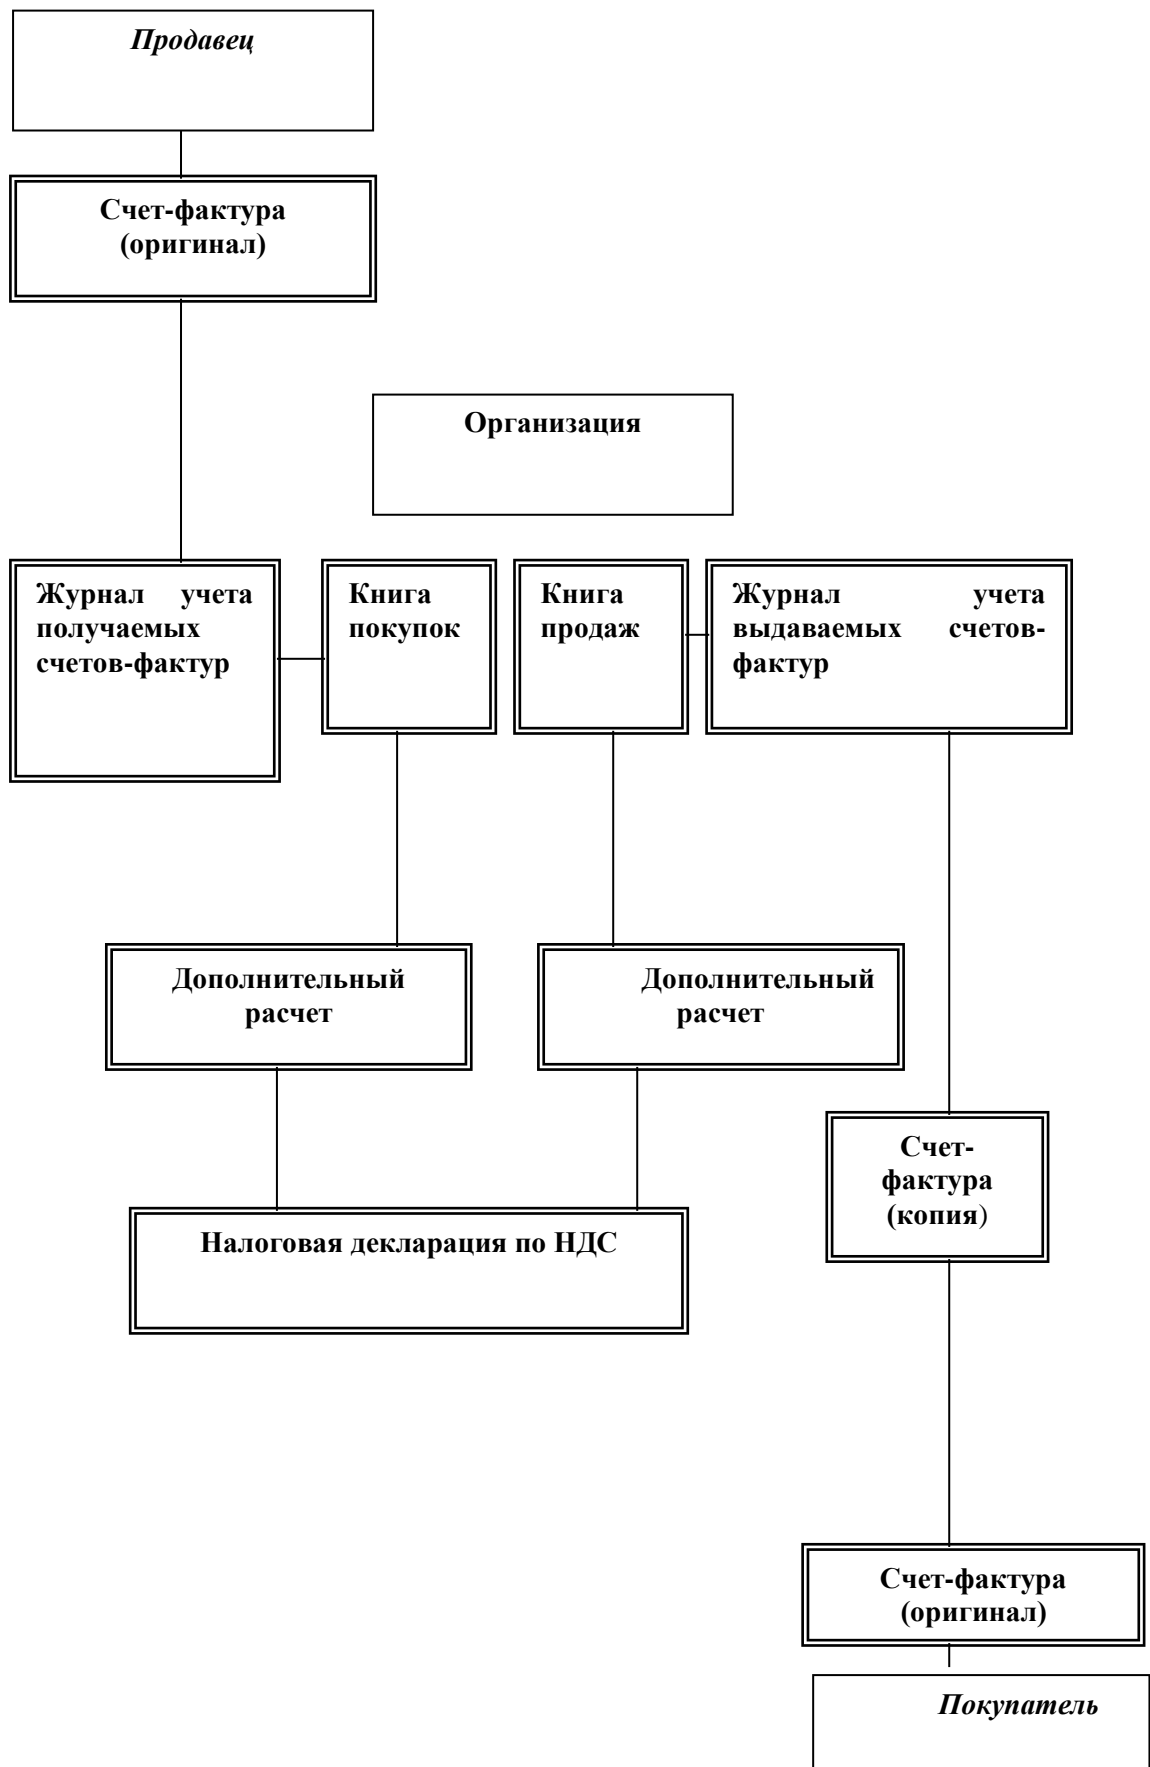 Продавец
Счет-фактура
(оригинал)
Организация
Журнал учета
получаемых
счетов-фактур
Книга
покупок
Книга
продаж
Журнал учета
выдаваемых счетов-
фактур
Дополнительный
расчет
Дополнительный
расчет
Счет-
фактура
(копия)
Налоговая декларация по НДС
Счет-фактура
(оригинал)
Покупатель